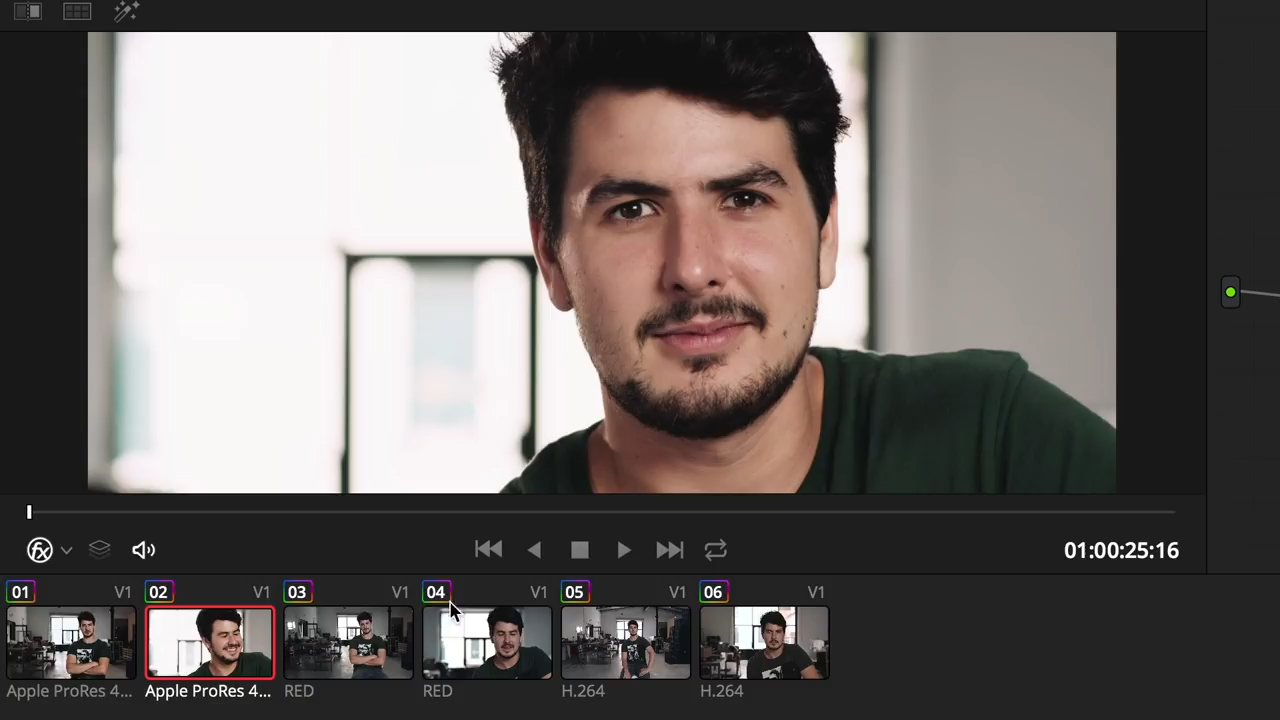 01:00:25:16
01 V1 02 V1 03 V1 04 V1 05 V1 06 V1
Apple ProRes 4... Apple ProRes 4... RED RED H.264 H.264